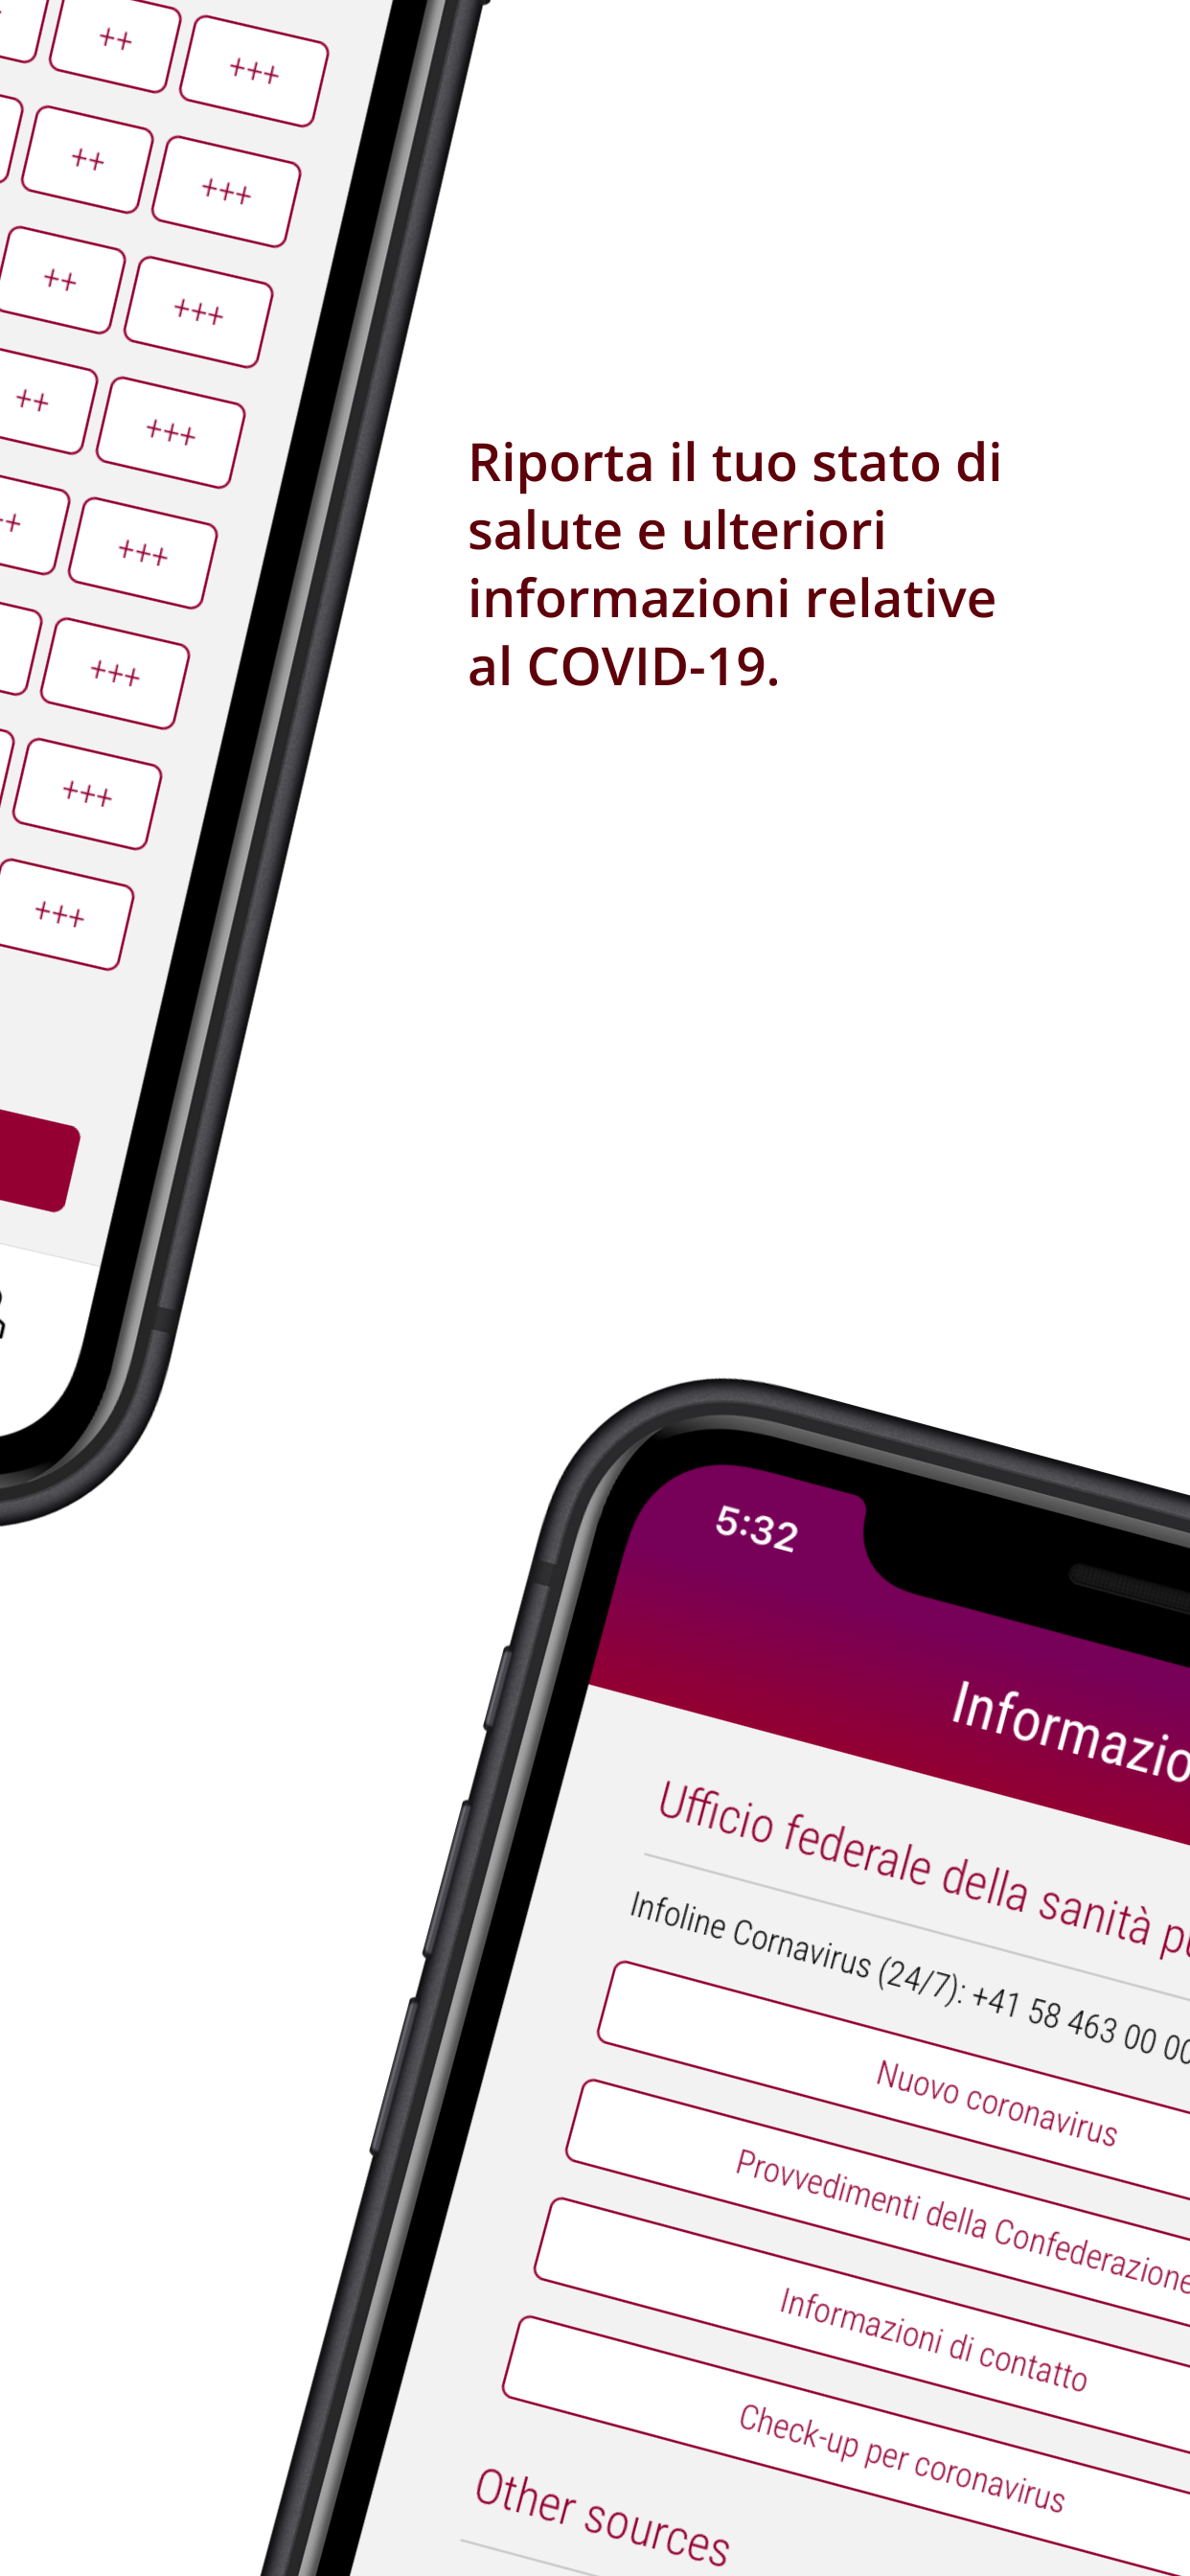 ++ +++
++ +++
++ +++
++ +++
+++
+++
+++
+++
Riporta il tuo stato di
salute e ulteriori
informazioni relative
al COVID-19.
5:32
Ufficio federale della sanità
Infoline Cornavirus (24/7): +41 58 463 00 00
Nuovo coronavirus
Provvedimenti della Confederazione
Informazioni di contatto
Check-up per coronavirus
Other sources